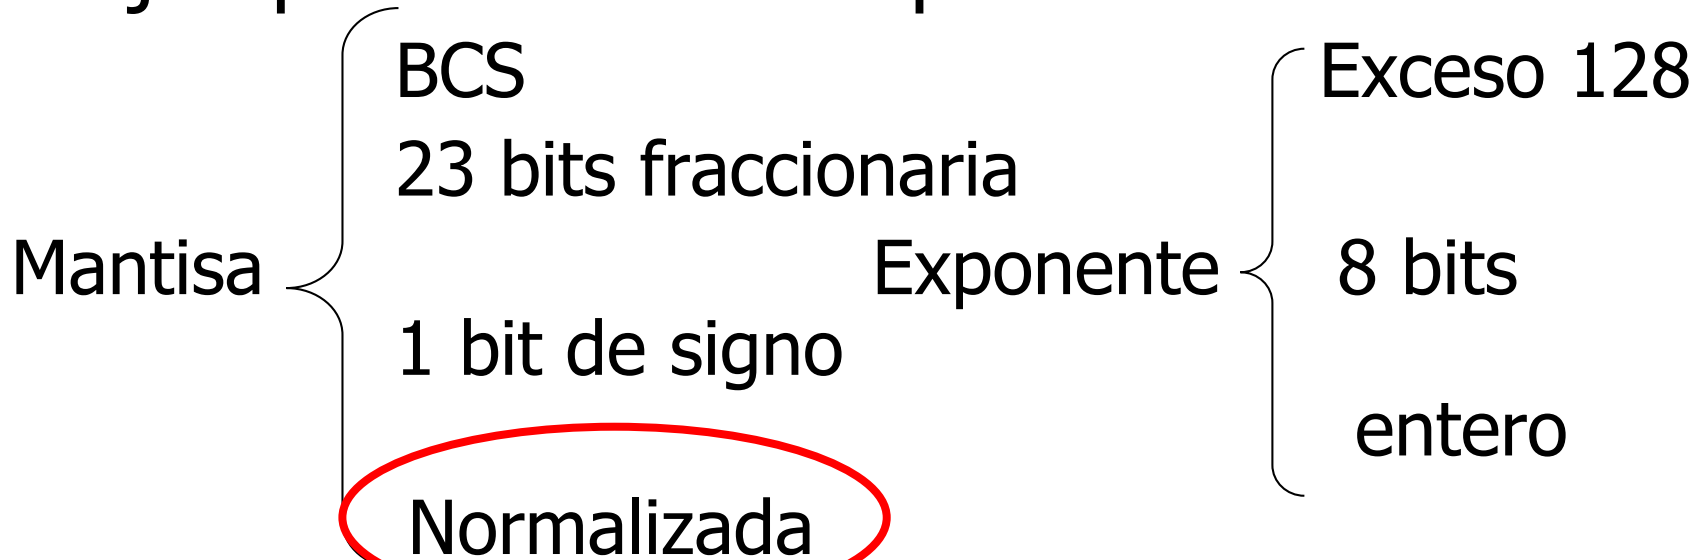 BCS
23 bits fraccionaria
Mantisa
1 bit de signo
Normalizada
Exponente
Exceso 128
8 bits
entero